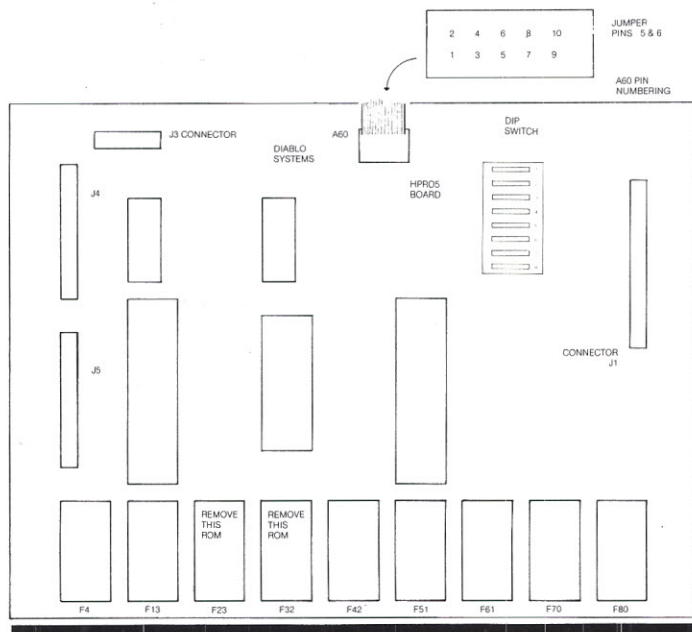 JUMPER
PINS 5 & 6
2 4 6 8 10
1 3 5 7 9
A60 PIN
NUMBERING
J3 CONNECTOR
A60
DIP
SWITCH
DIABLO
SYSTEMS
HPRO5
BOARD
J4
CONNECTOR
J1
J5
REMOVE
THIS
ROM
REMOVE
THIS
ROM
F4 F13 F23 F32 F42 F51 F61 F70 F80